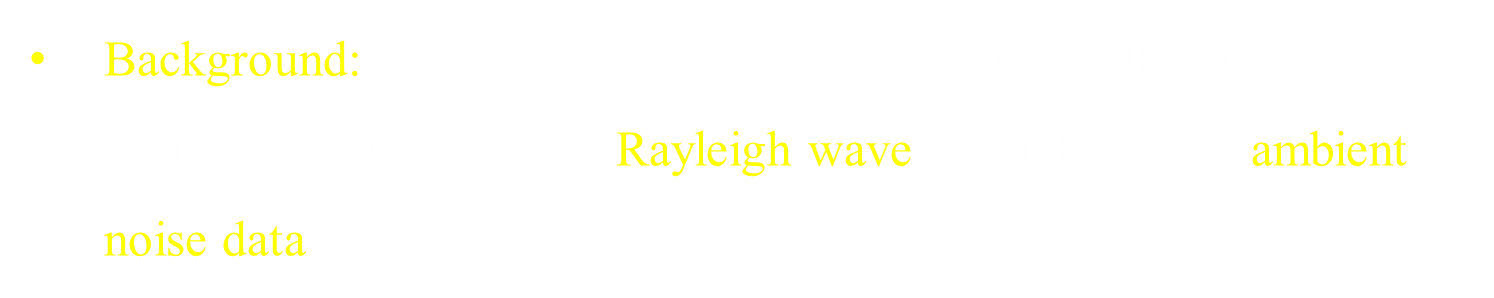 • Background:
Rayleigh wave ambient
noise data